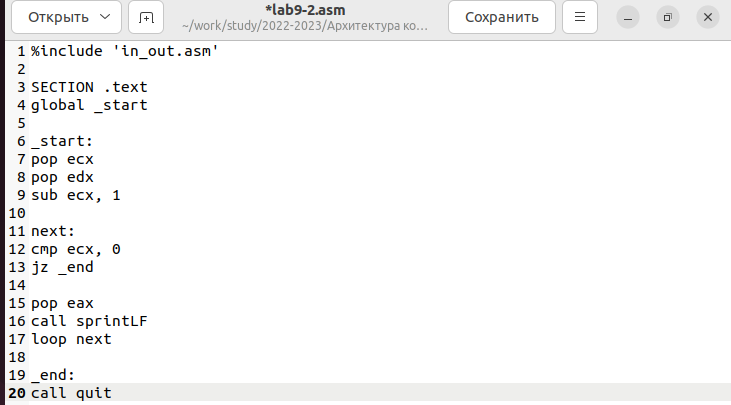 Открыть
*lab9-2.asm
~/work/study/2022-2023/Архитектура ко...
Сохранить
1 %include 'in_out.asm'
2
3 SECTION .text
4 global _start
5
6 _start:
7 pop ecx
8 pop edx
9 sub ecx, 1
10
11 next:
12 cmp ecx, 0
13 jz _end
14
15 pop eax
16 call sprintLF
17 loop next
18
19 _end:
20 call quit